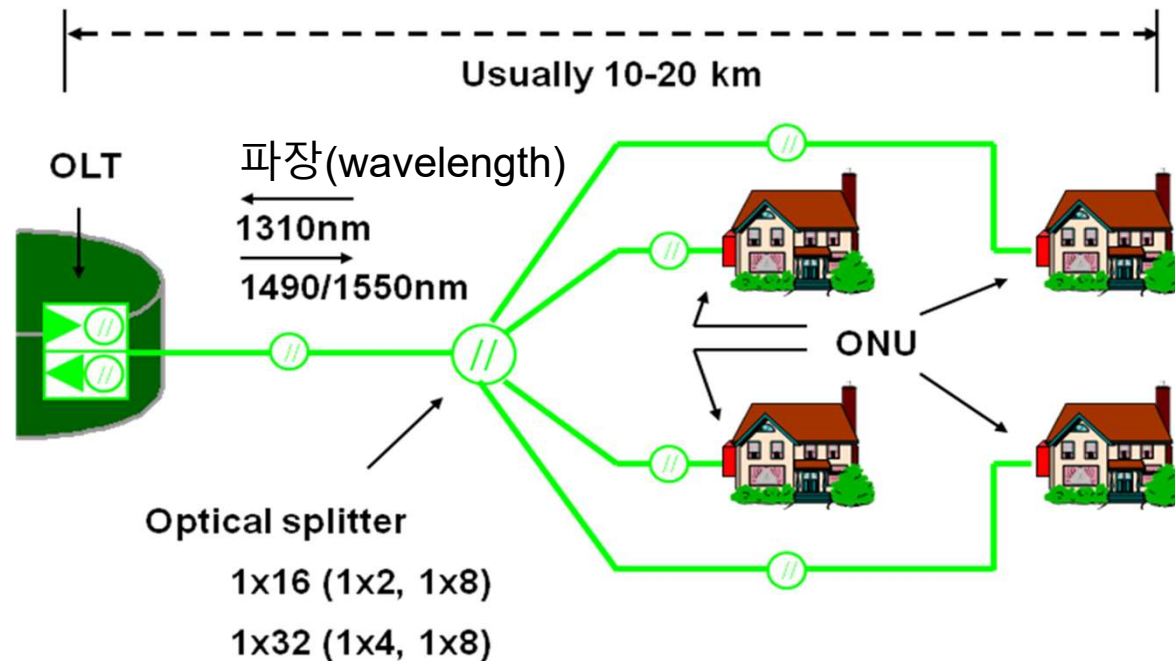 Usually 10-20 km
OLT
파장(wavelength)
1310nm
1490/1550nm
ONU
Optical splitter
1x16 (1x2, 1x8)
1x32 (1x4, 1x8)